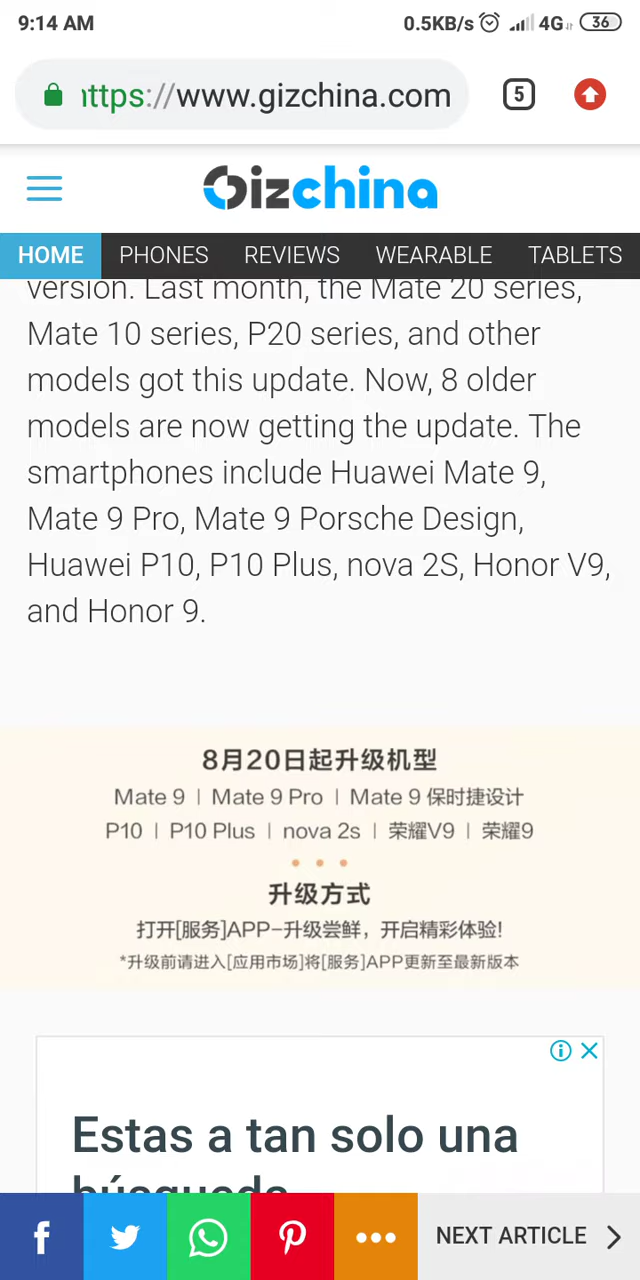 9:14 AM 0.5KB/s 4G 36
https://www.gizchina.com 5
Gizchina
HOME PHONES REVIEWS WEARABLE TABLETS
version. Last month, the Mate 20 series,
Mate 10 series, P20 series, and other
models got this update. Now, 8 older
models are now getting the update. The
smartphones include Huawei Mate 9,
Mate 9 Pro, Mate 9 Porsche Design,
Huawei P10, P10 Plus, nova 2S, Honor V9,
and Honor 9.
8月20日起升级机型
Mate 9 | Mate 9 Pro | Mate 9 保时捷设计
P10 | P10 Plus | nova 2s | 荣耀V9 | 荣耀9
升级方式
打开[服务]APP-升级尝鲜，开启精彩体验!
*升级前请进入[应用市场]将[服务]APP更新至最新版本
Estas a tan solo una
búsqueda
NEXT ARTICLE